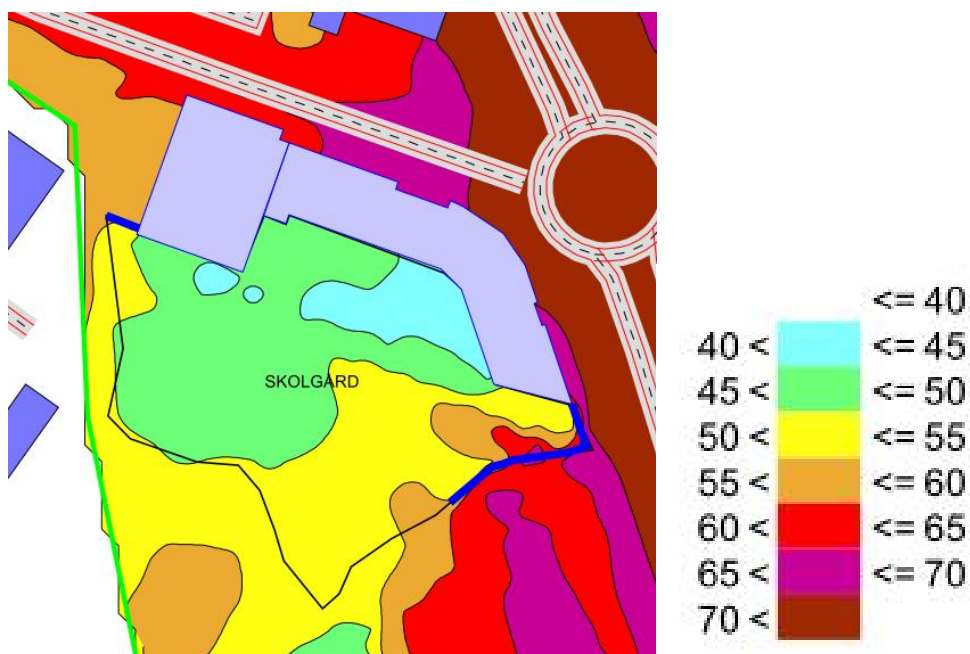 SKOLGÅRD
<= 40
40 < <= 45
45 < <= 50
50 < <= 55
55 < <= 60
60 < <= 65
65 < <= 70
70 <